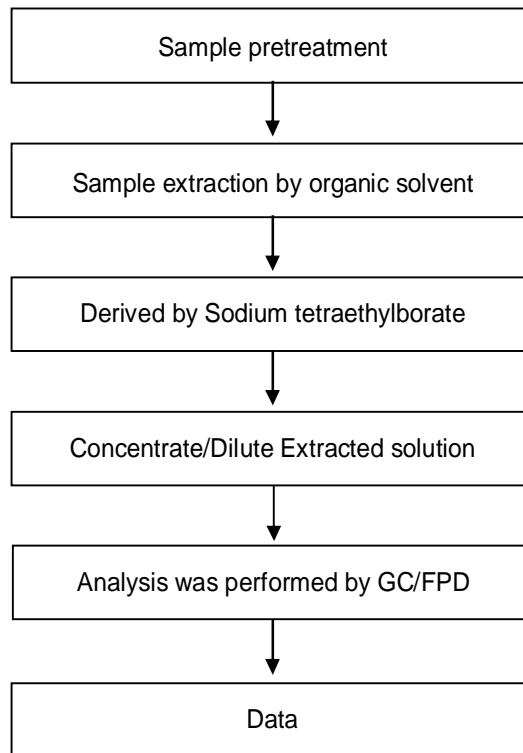 Sample pretreatment
Sample extraction by organic solvent
Derived by Sodium tetraethylborate
Concentrate/Dilute Extracted solution
Analysis was performed by GC/FPD
Data